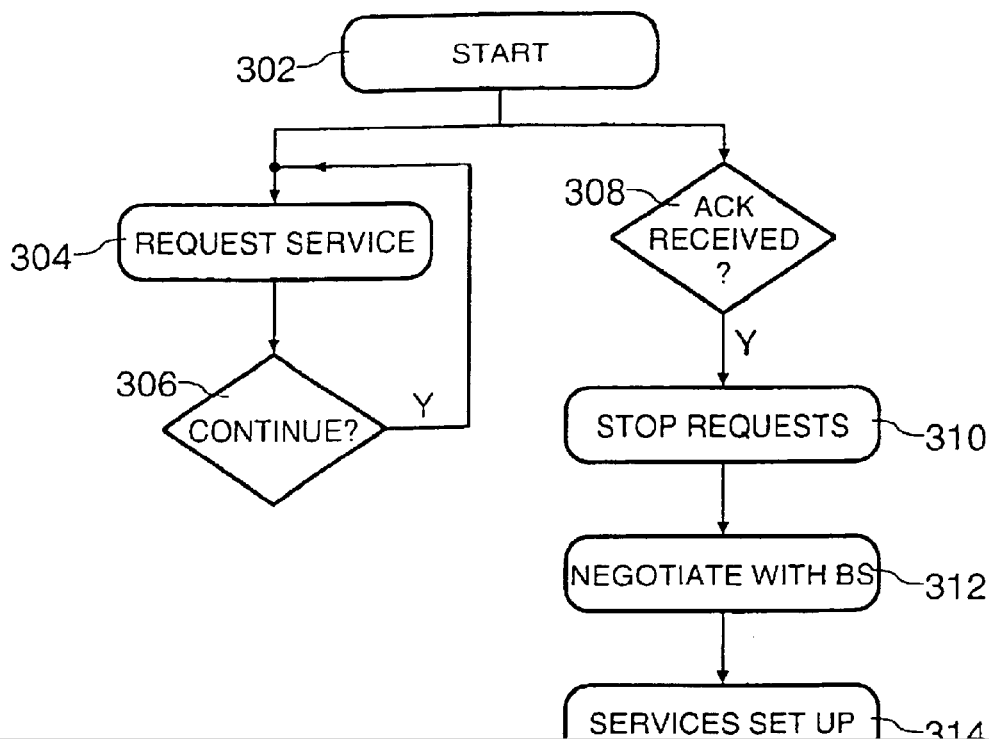 START
302
308
ACK
RECEIVED
?
304
REQUEST SERVICE
Y
306
CONTINUE?
Y
STOP REQUESTS
310
NEGOTIATE WITH BS
312
SERVICES SET UP
314